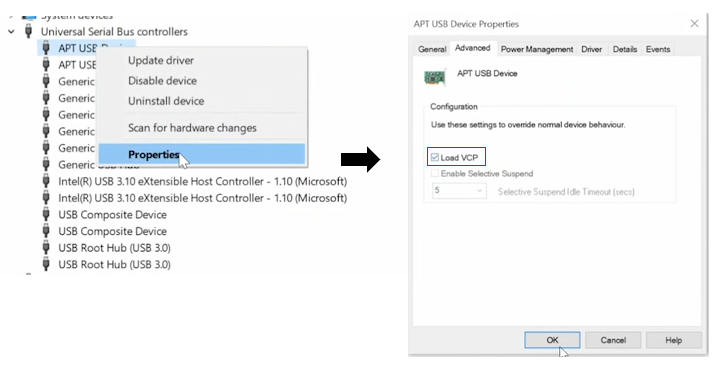 System devices
Universal Serial Bus controllers
APT USB Device
APT USB
Generic
Generic
Generic
Generic
Generic
Generic USB Hub
Intel(R) USB 3.10 eXtensible Host Controller - 1.10 (Microsoft)
Intel(R) USB 3.10 eXtensible Host Controller - 1.10 (Microsoft)
USB Composite Device
USB Composite Device
USB Root Hub (USB 3.0)
USB Root Hub (USB 3.0)
Update driver
Disable device
Uninstall device
Scan for hardware changes
Properties
APT USB Device Properties
General Advanced Power Management Driver Details Events
APT USB Device
Configuration
Use these settings to override normal device behaviour.
Load VCP
Enable Selective Suspend
5 Selective Suspend Idle Timeout (secs)
OK Cancel Help